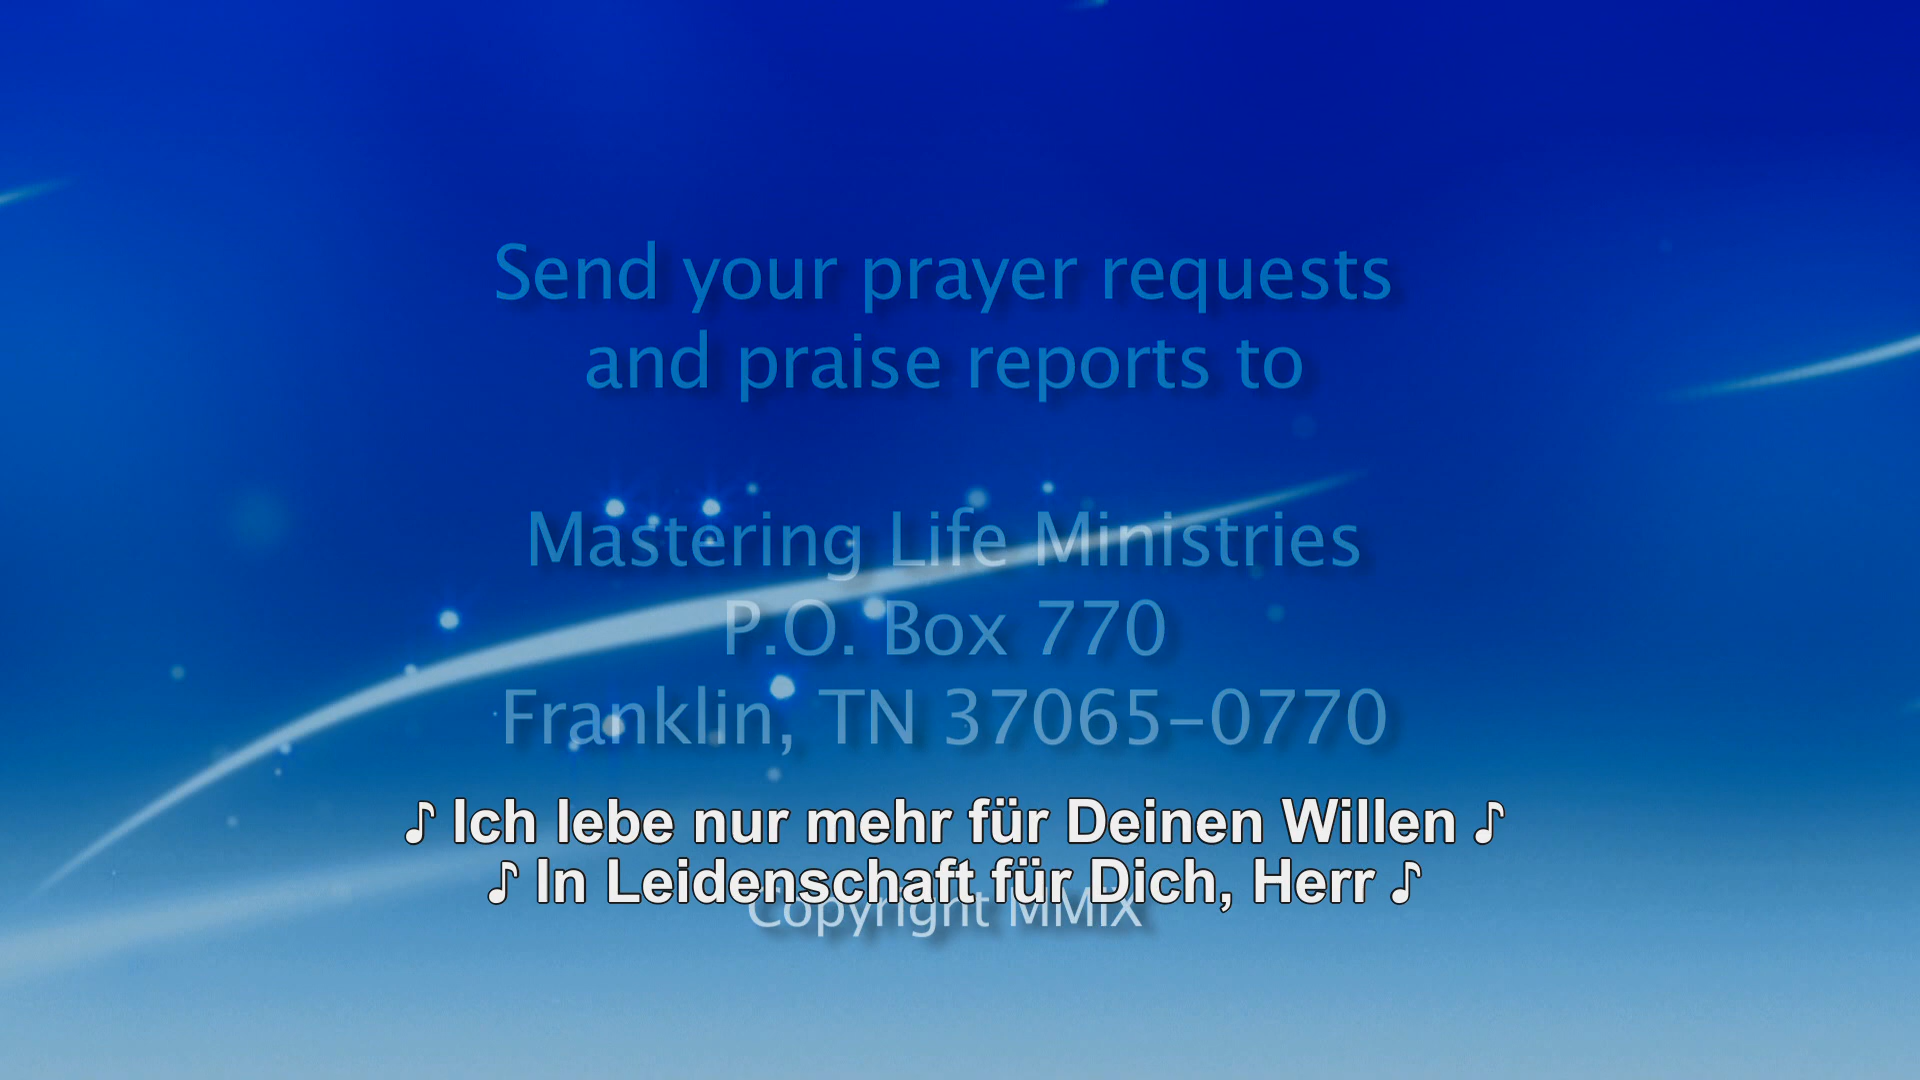 Send your prayer requests
and praise reports to
Mastering Life Ministries
P.O. Box 770
Franklin, TN 37065-0770
♪ Ich lebe nur mehr für Deinen Willen ♪
♪ In Leidenschaft für Dich, Herr ♪
Copyright MMIX